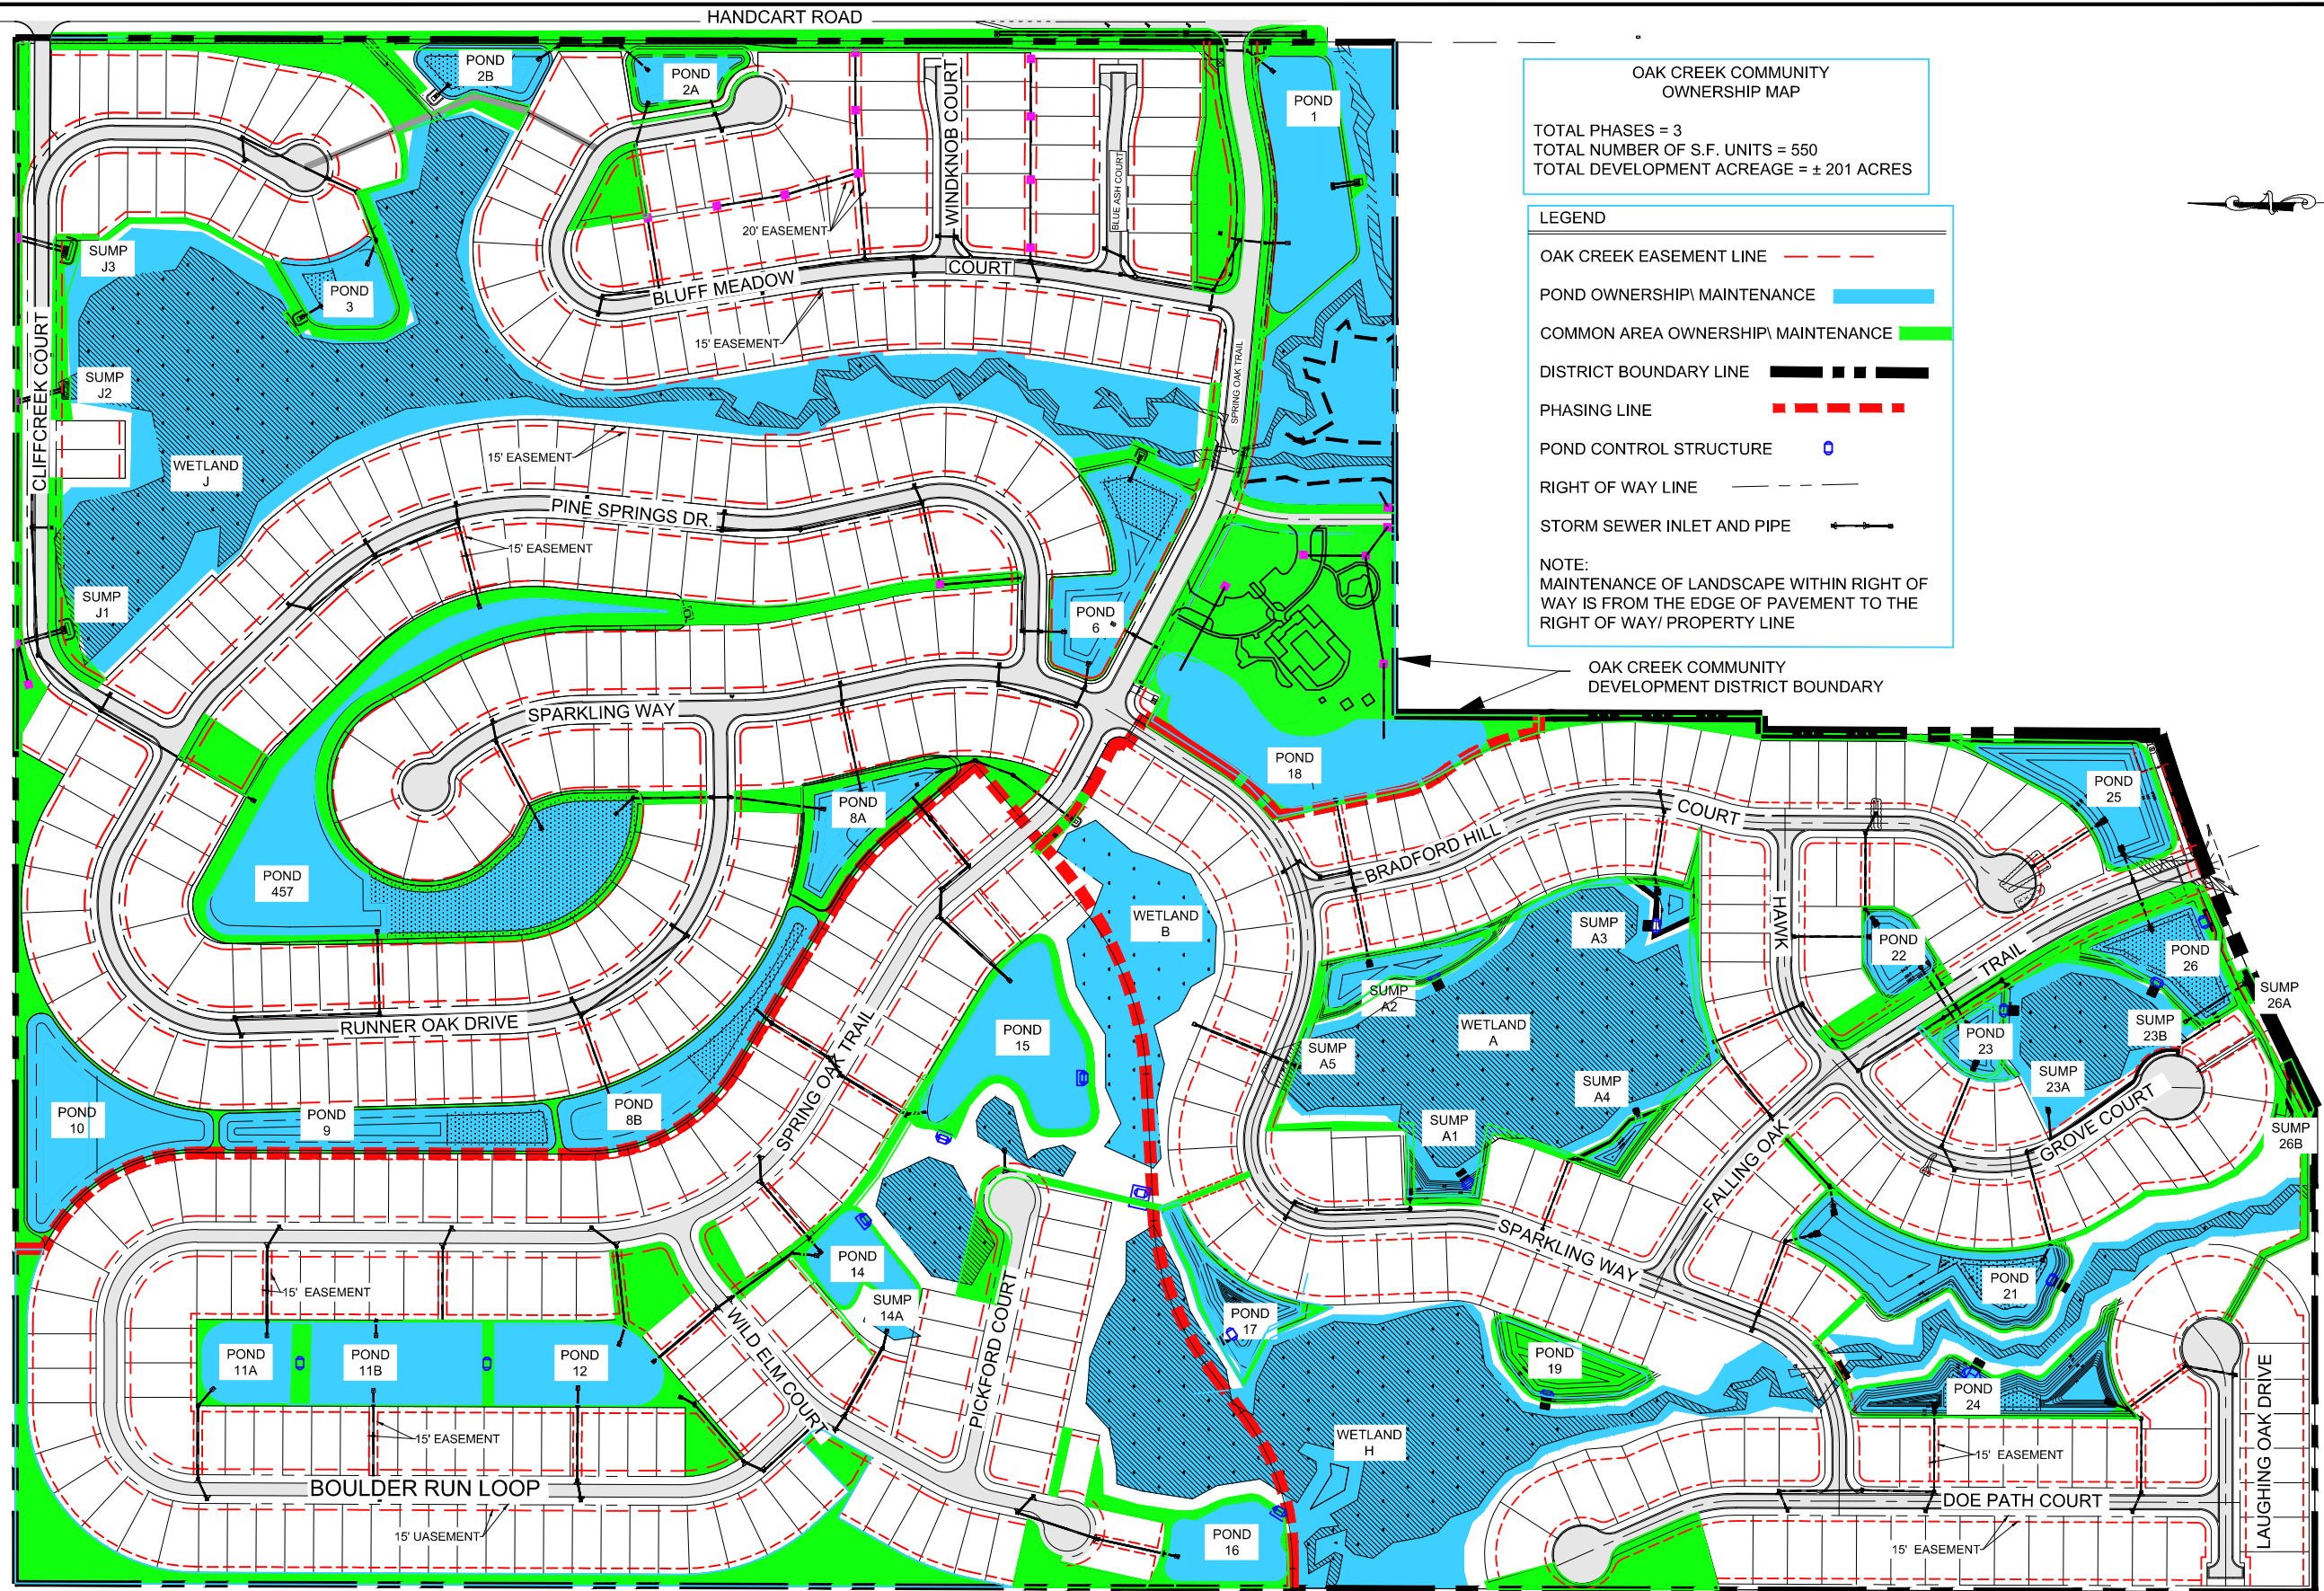 HANDCART ROAD
OAK CREEK COMMUNITY
OWNERSHIP MAP
TOTAL PHASES = 3
TOTAL NUMBER OF S.F. UNITS = 550
TOTAL DEVELOPMENT ACREAGE = ± 201 ACRES
LEGEND
OAK CREEK EASEMENT LINE
POND OWNERSHIP\ MAINTENANCE
COMMON AREA OWNERSHIP\ MAINTENANCE
DISTRICT BOUNDARY LINE
PHASING LINE
POND CONTROL STRUCTURE
RIGHT OF WAY LINE
STORM SEWER INLET AND PIPE
NOTE:
MAINTENANCE OF LANDSCAPE WITHIN RIGHT OF
WAY IS FROM THE EDGE OF PAVEMENT TO THE
RIGHT OF WAY/ PROPERTY LINE
OAK CREEK COMMUNITY
DEVELOPMENT DISTRICT BOUNDARY
POND
2B
POND
2A
POND
1
WINDKNOB COURT
BLUE ASH COURT
20' EASEMENT
SUMP
J3
POND
3
BLUFF MEADOW
COURT
15' EASEMENT
SPRING OAK TRAIL
CLIFFCREEK COURT
SUMP
J2
WETLAND
J
15' EASEMENT
PINE SPRINGS DR.
15' EASEMENT
SUMP
J1
POND
6
SPARKLING WAY
POND
18
POND
25
POND
8A
COURT
BRADFORD HILL
POND
457
WETLAND
B
HAWK
SUMP
A3
POND
22
TRAIL
POND
26
SUMP
26A
SUMP
A2
WETLAND
A
SUMP
23B
POND
23
RUNNER OAK DRIVE
POND
15
SUMP
A5
SPRING OAK TRAIL
SUMP
A4
SUMP
23A
POND
10
POND
9
POND
8B
SUMP
A1
GROVE COURT
SUMP
26B
FALLING OAK
SPARKLING WAY
POND
14
15' EASEMENT
SUMP
14A
POND
17
POND
21
WILD ELM COURT
PICKFORD COURT
POND
11A
POND
11B
POND
12
POND
19
POND
24
LAUGHING OAK DRIVE
15' EASEMENT
WETLAND
H
15' EASEMENT
BOULDER RUN LOOP
DOE PATH COURT
15' UASEMENT
POND
16
15' EASEMENT